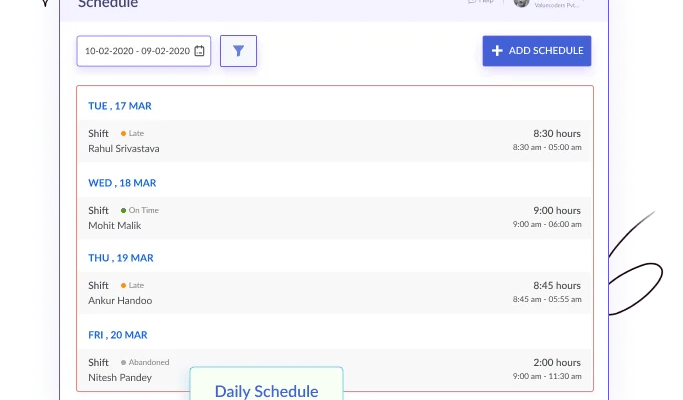 Schedule
Help
Valuecoders Pvt...
10-02-2020 - 09-02-2020
ADD SCHEDULE
TUE , 17 MAR
Shift Late 8:30 hours
Rahul Srivastava 8:30 am - 05:00 am
WED , 18 MAR
Shift On Time 9:00 hours
Mohit Malik 9:00 am - 06:00 am
THU , 19 MAR
Shift Late 8:45 hours
Ankur Handoo 8:45 am - 05:55 am
FRI , 20 MAR
Shift Abandoned 2:00 hours
Nitesh Pandey 9:00 am - 11:30 am
Daily Schedule